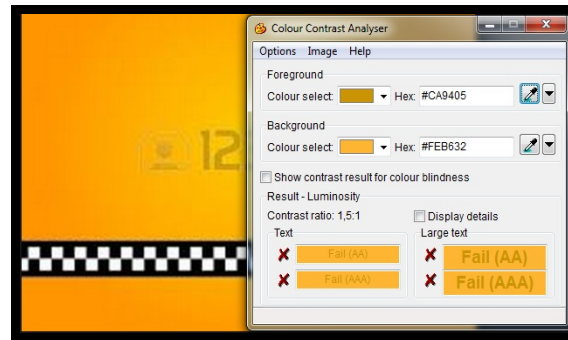 Colour Contrast Analyser
Options Image Help
Foreground
Colour select: Hex: #CA9405
Background
Colour select: Hex: #FEB632
Show contrast result for colour blindness
Result - Luminosity
Contrast ratio: 1,5:1 Display details
Text Large text
Fail (AA) Fail (AA)
Fail (AAA) Fail (AAA)
12